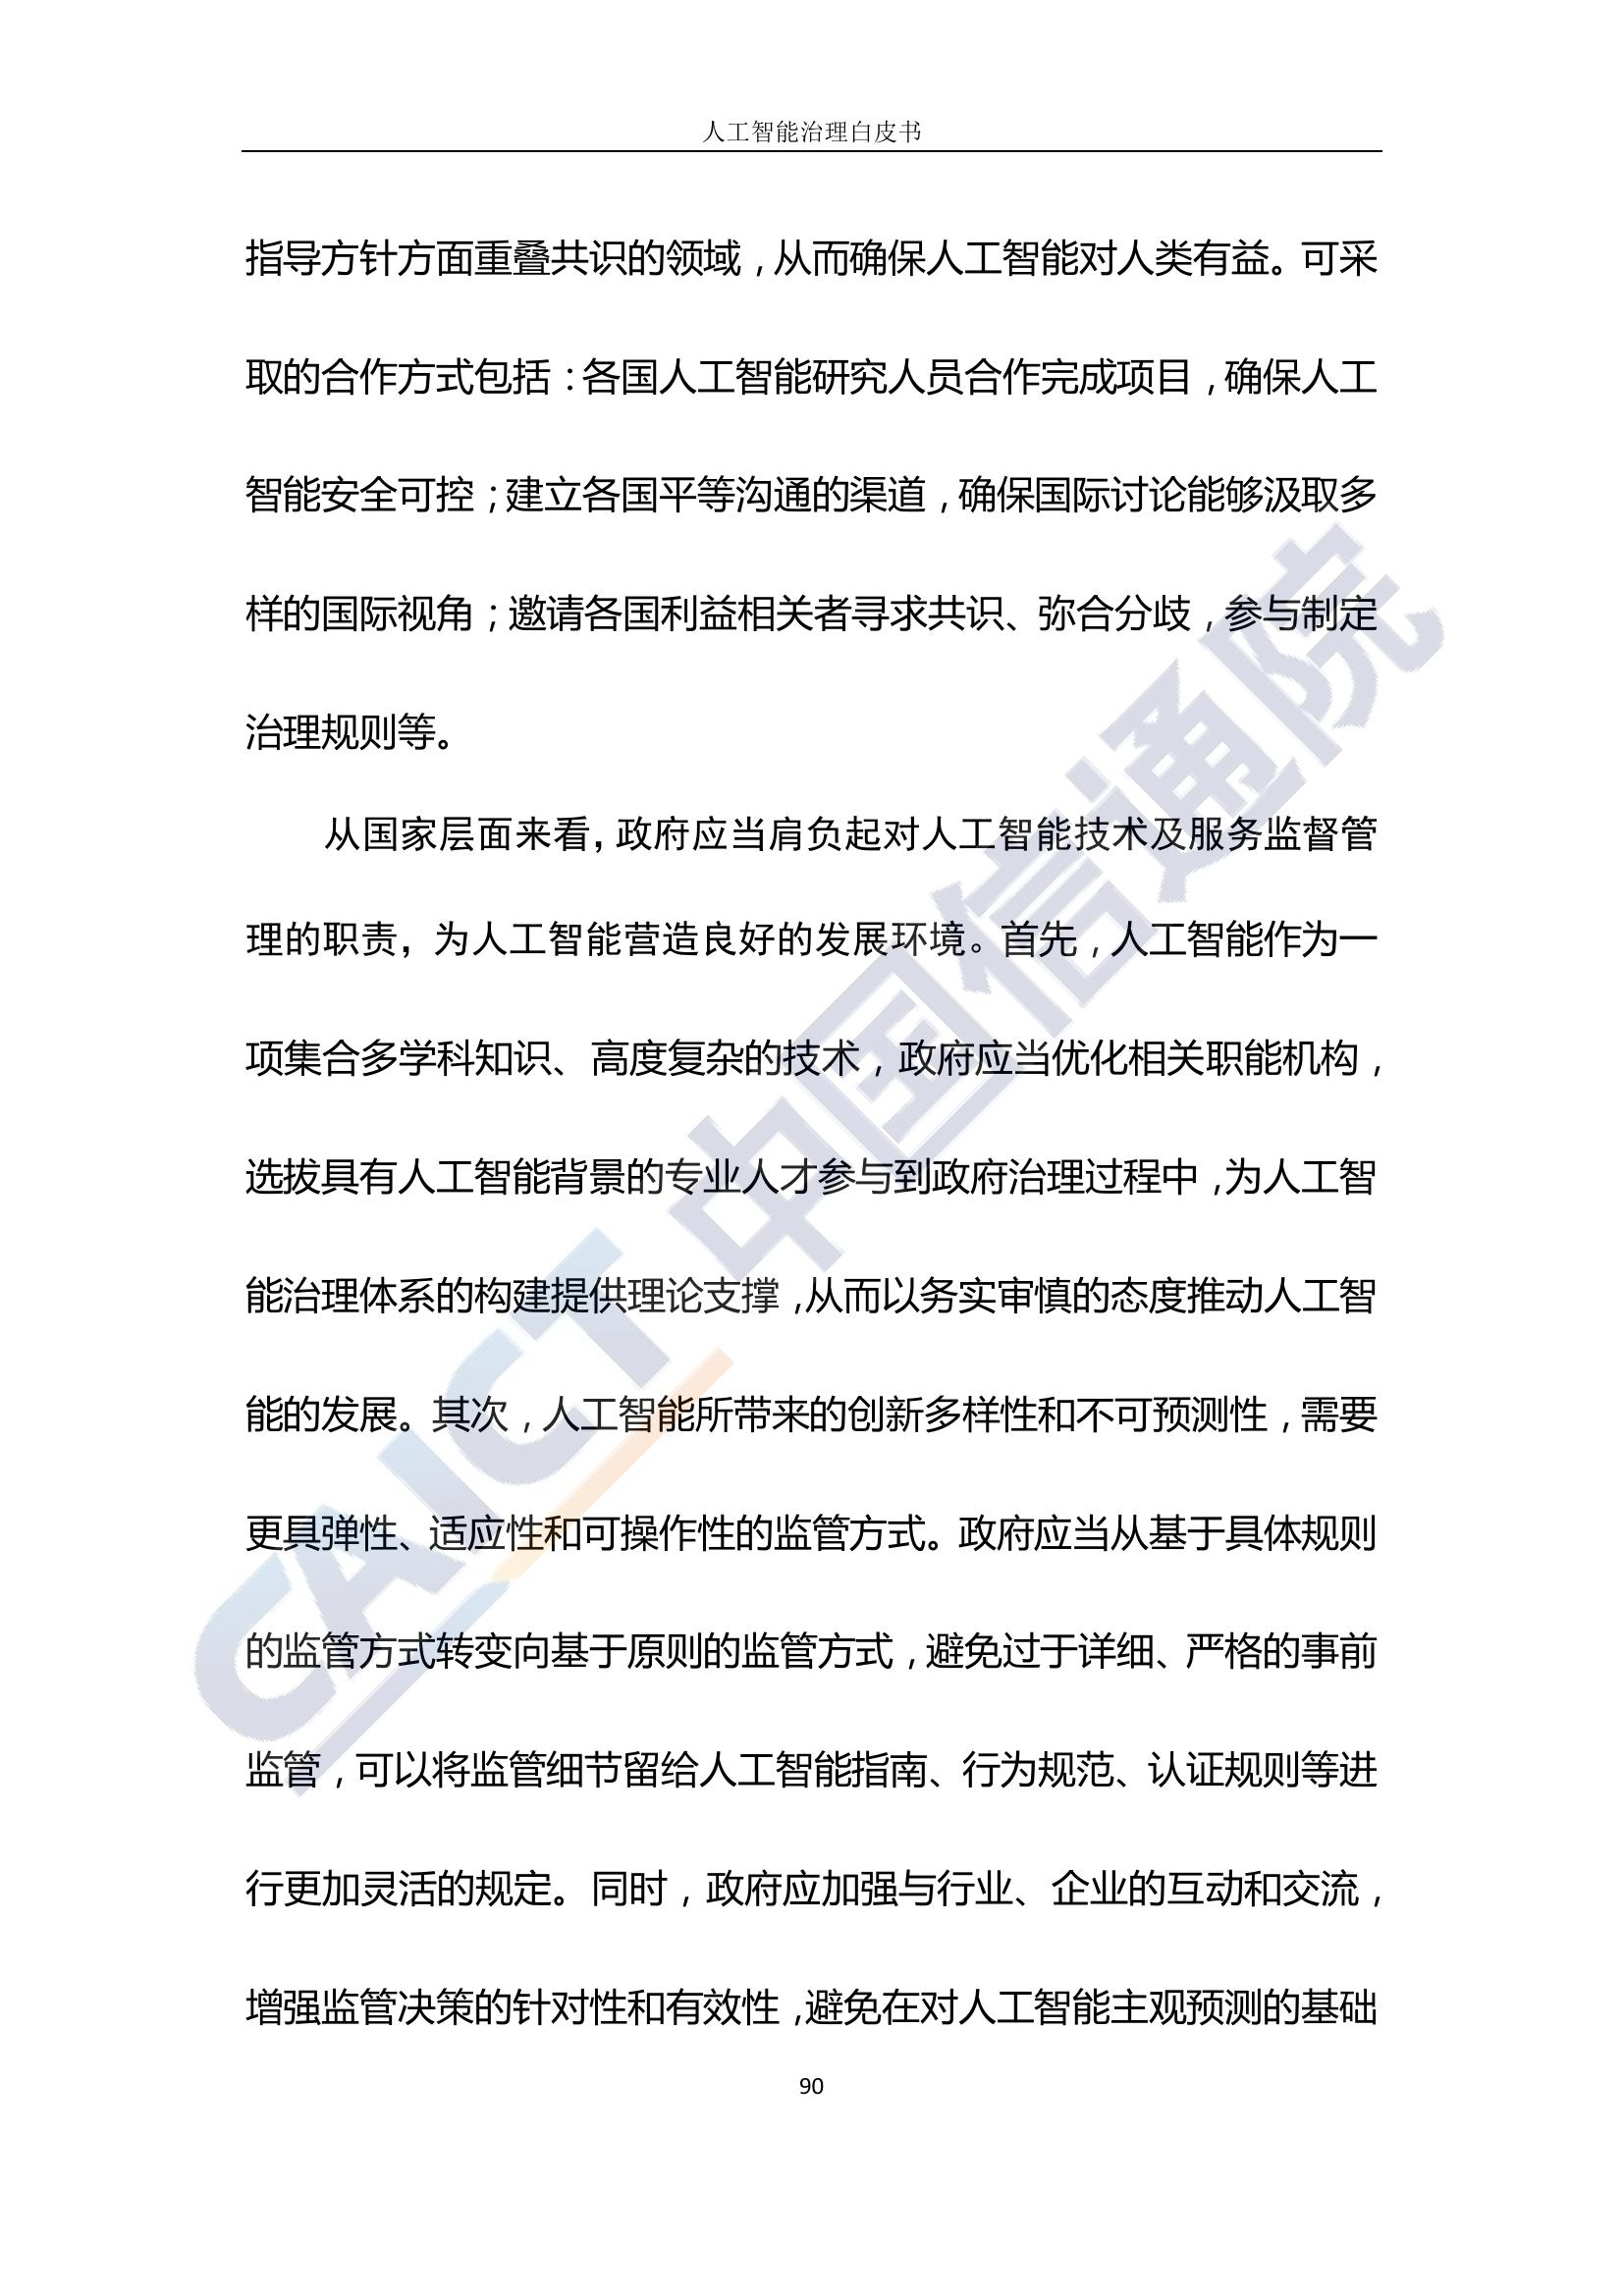 人工智能治理白皮书
指导方针方面重叠共识的领域，从而确保人工智能对人类有益。可采
取的合作方式包括：各国人工智能研究人员合作完成项目，确保人工
智能安全可控；建立各国平等沟通的渠道，确保国际讨论能够汲取多
样的国际视角；邀请各国利益相关者寻求共识、弥合分歧，参与制定
治理规则等。
从国家层面来看，政府应当肩负起对人工智能技术及服务监督管
理的职责，为人工智能营造良好的发展环境。首先，人工智能作为一
项集合多学科知识、高度复杂的技术，政府应当优化相关职能机构，
选拔具有人工智能背景的专业人才参与到政府治理过程中，为人工智
能治理体系的构建提供理论支撑，从而以务实审慎的态度推动人工智
能的发展。其次，人工智能所带来的创新多样性和不可预测性，需要
更具弹性、适应性和可操作性的监管方式。政府应当从基于具体规则
的监管方式转变向基于原则的监管方式，避免过于详细、严格的事前
监管，可以将监管细节留给人工智能指南、行为规范、认证规则等进
行更加灵活的规定。同时，政府应加强与行业、企业的互动和交流，
增强监管决策的针对性和有效性，避免在对人工智能主观预测的基础
90
CAICT 中国信通院